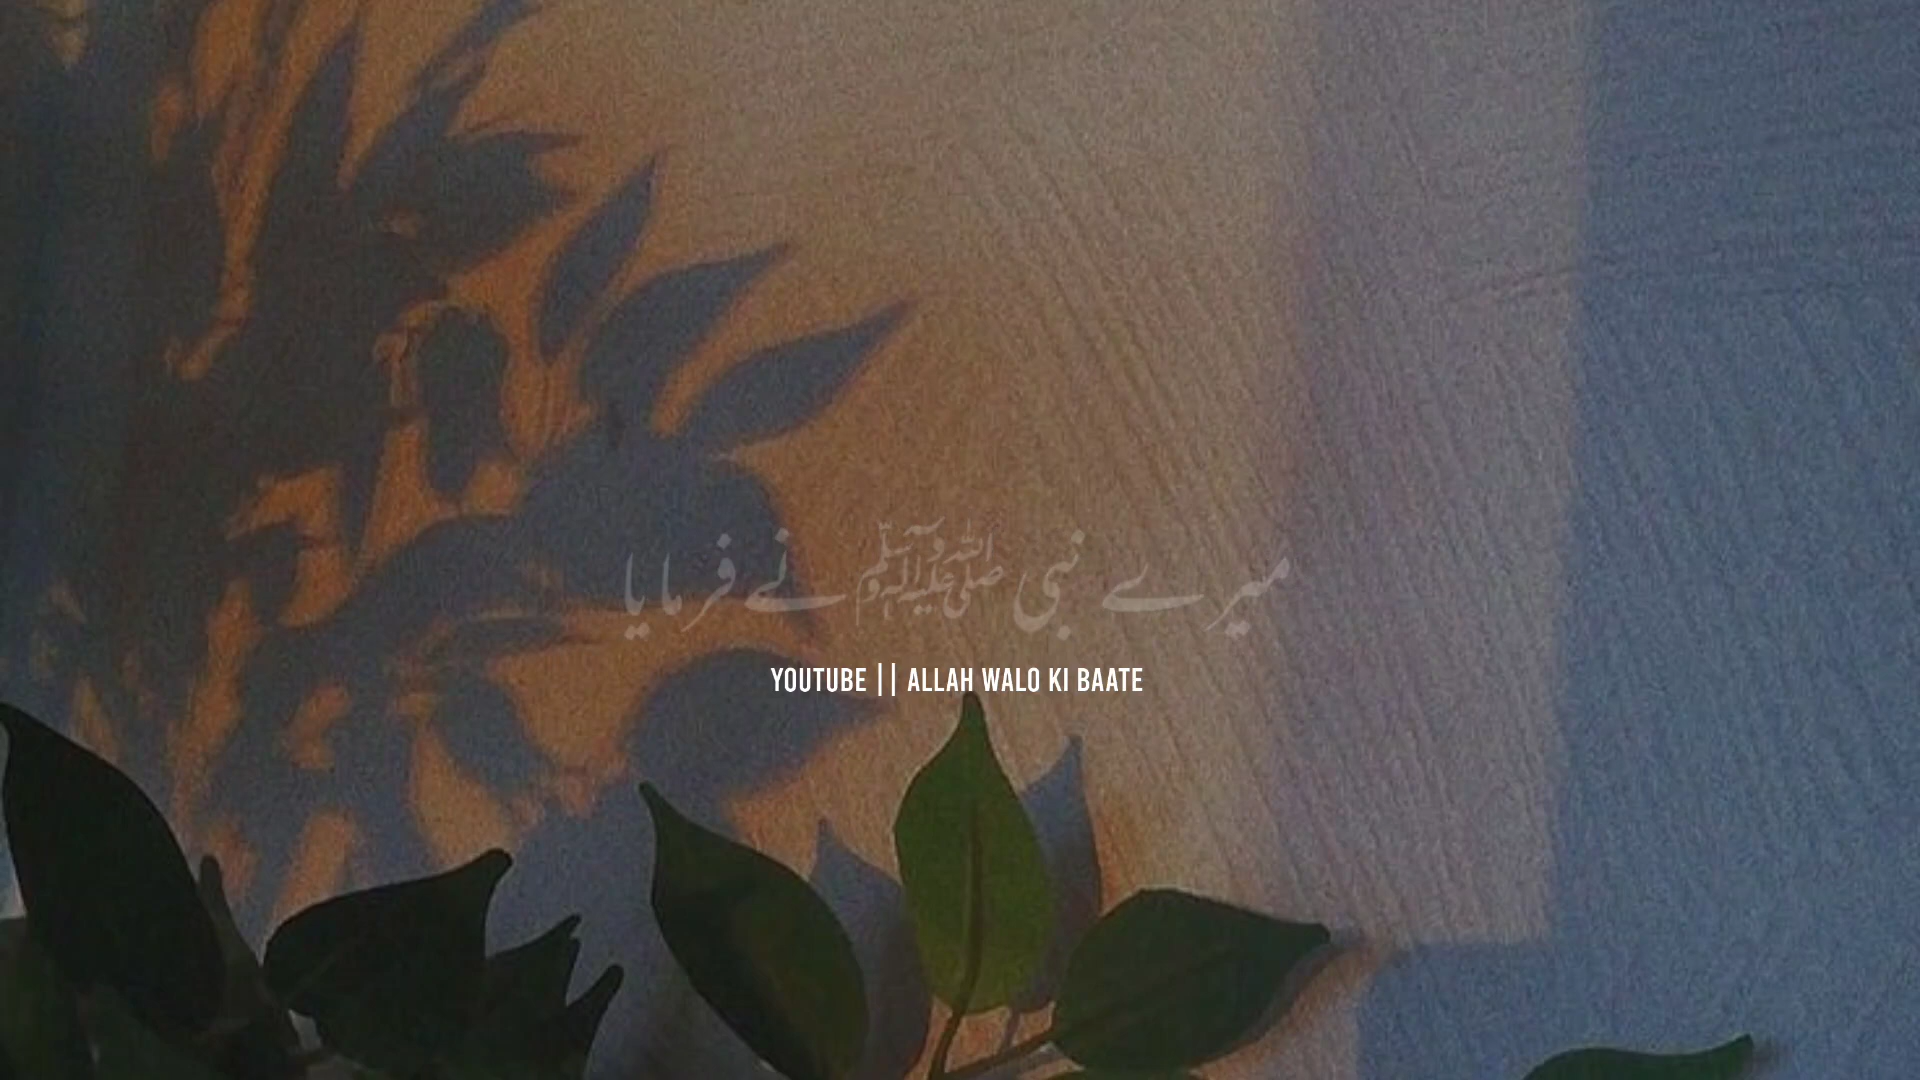 میرے نبی صلی اللہ علیہ وآلہ وسلم نے فرمایا
YOUTUBE || ALLAH WALO KI BAATE